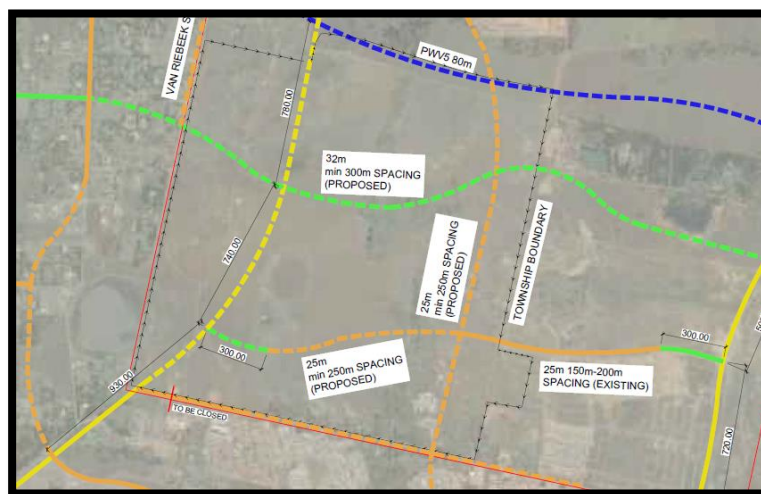 VAN RIEBEEK S
PWV5 80m
780.00
32m
min 300m SPACING
(PROPOSED)
740.00
25m
min 250m SPACING
(PROPOSED)
TOWNSHIP BOUNDARY
300.00
300.00
25m
min 250m SPACING
(PROPOSED)
25m 150m-200m
SPACING (EXISTING)
930.00
TO BE CLOSED
720.00